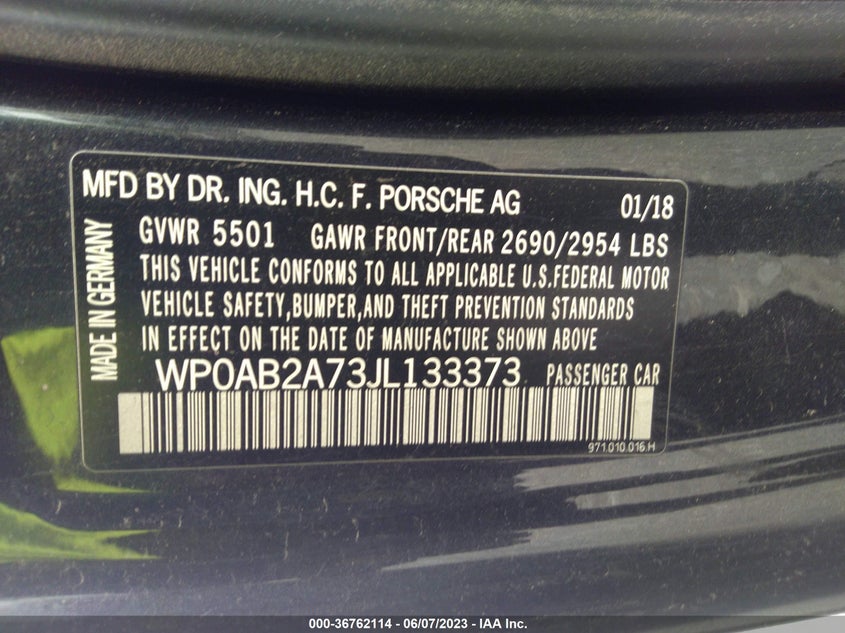 MFD BY DR. ING. H.C. F. PORSCHE AG 01/18
GVWR 5501 GAWR FRONT/REAR 2690/2954 LBS
THIS VEHICLE CONFORMS TO ALL APPLICABLE U.S.FEDERAL MOTOR
VEHICLE SAFETY,BUMPER,AND THEFT PREVENTION STANDARDS
IN EFFECT ON THE DATE OF MANUFACTURE SHOWN ABOVE
MADE IN GERMANY
WP0AB2A73JL133373 PASSENGER CAR
971.010.016.H
000-36762114 - 06/07/2023 - IAA Inc.